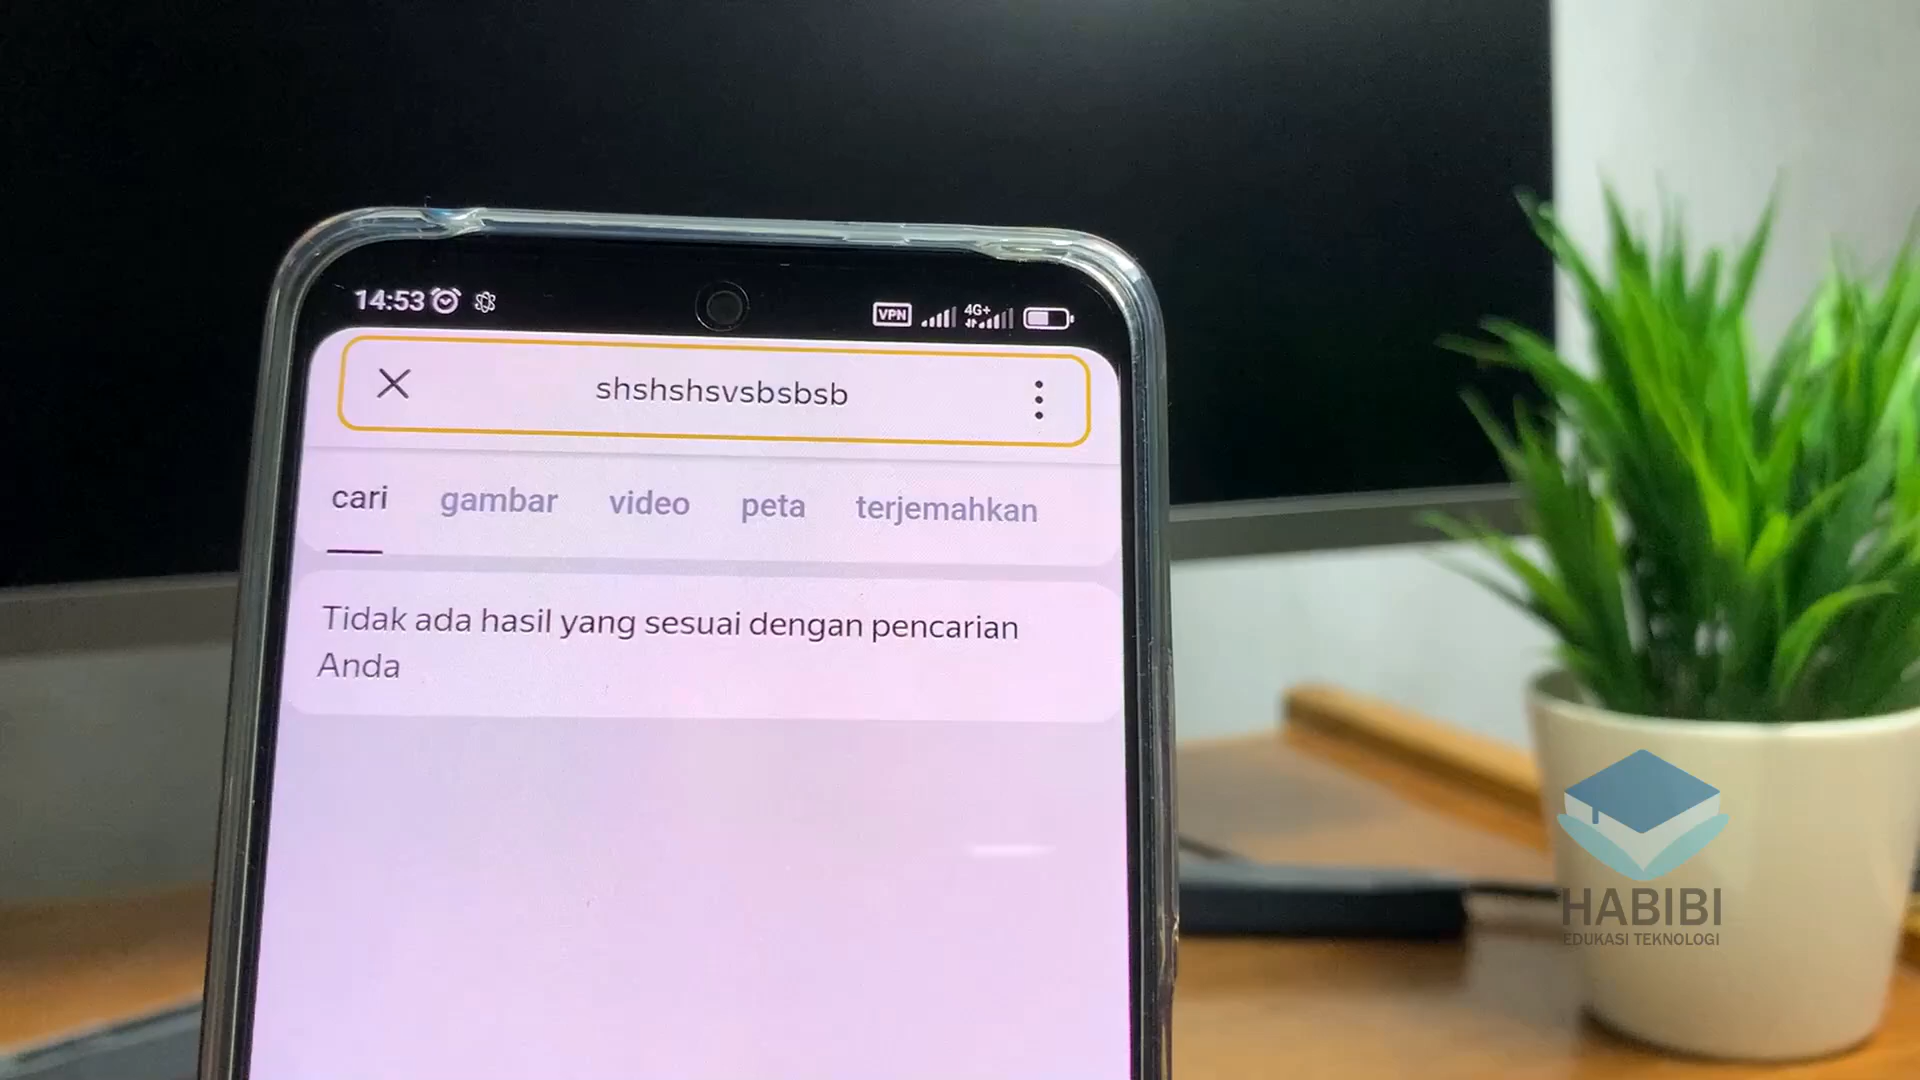 14:53
VPN 4G+
shshshsvsbsbsb
cari gambar video peta terjemahkan
Tidak ada hasil yang sesuai dengan pencarian
Anda
HABIBI
EDUKASI TEKNOLOGI